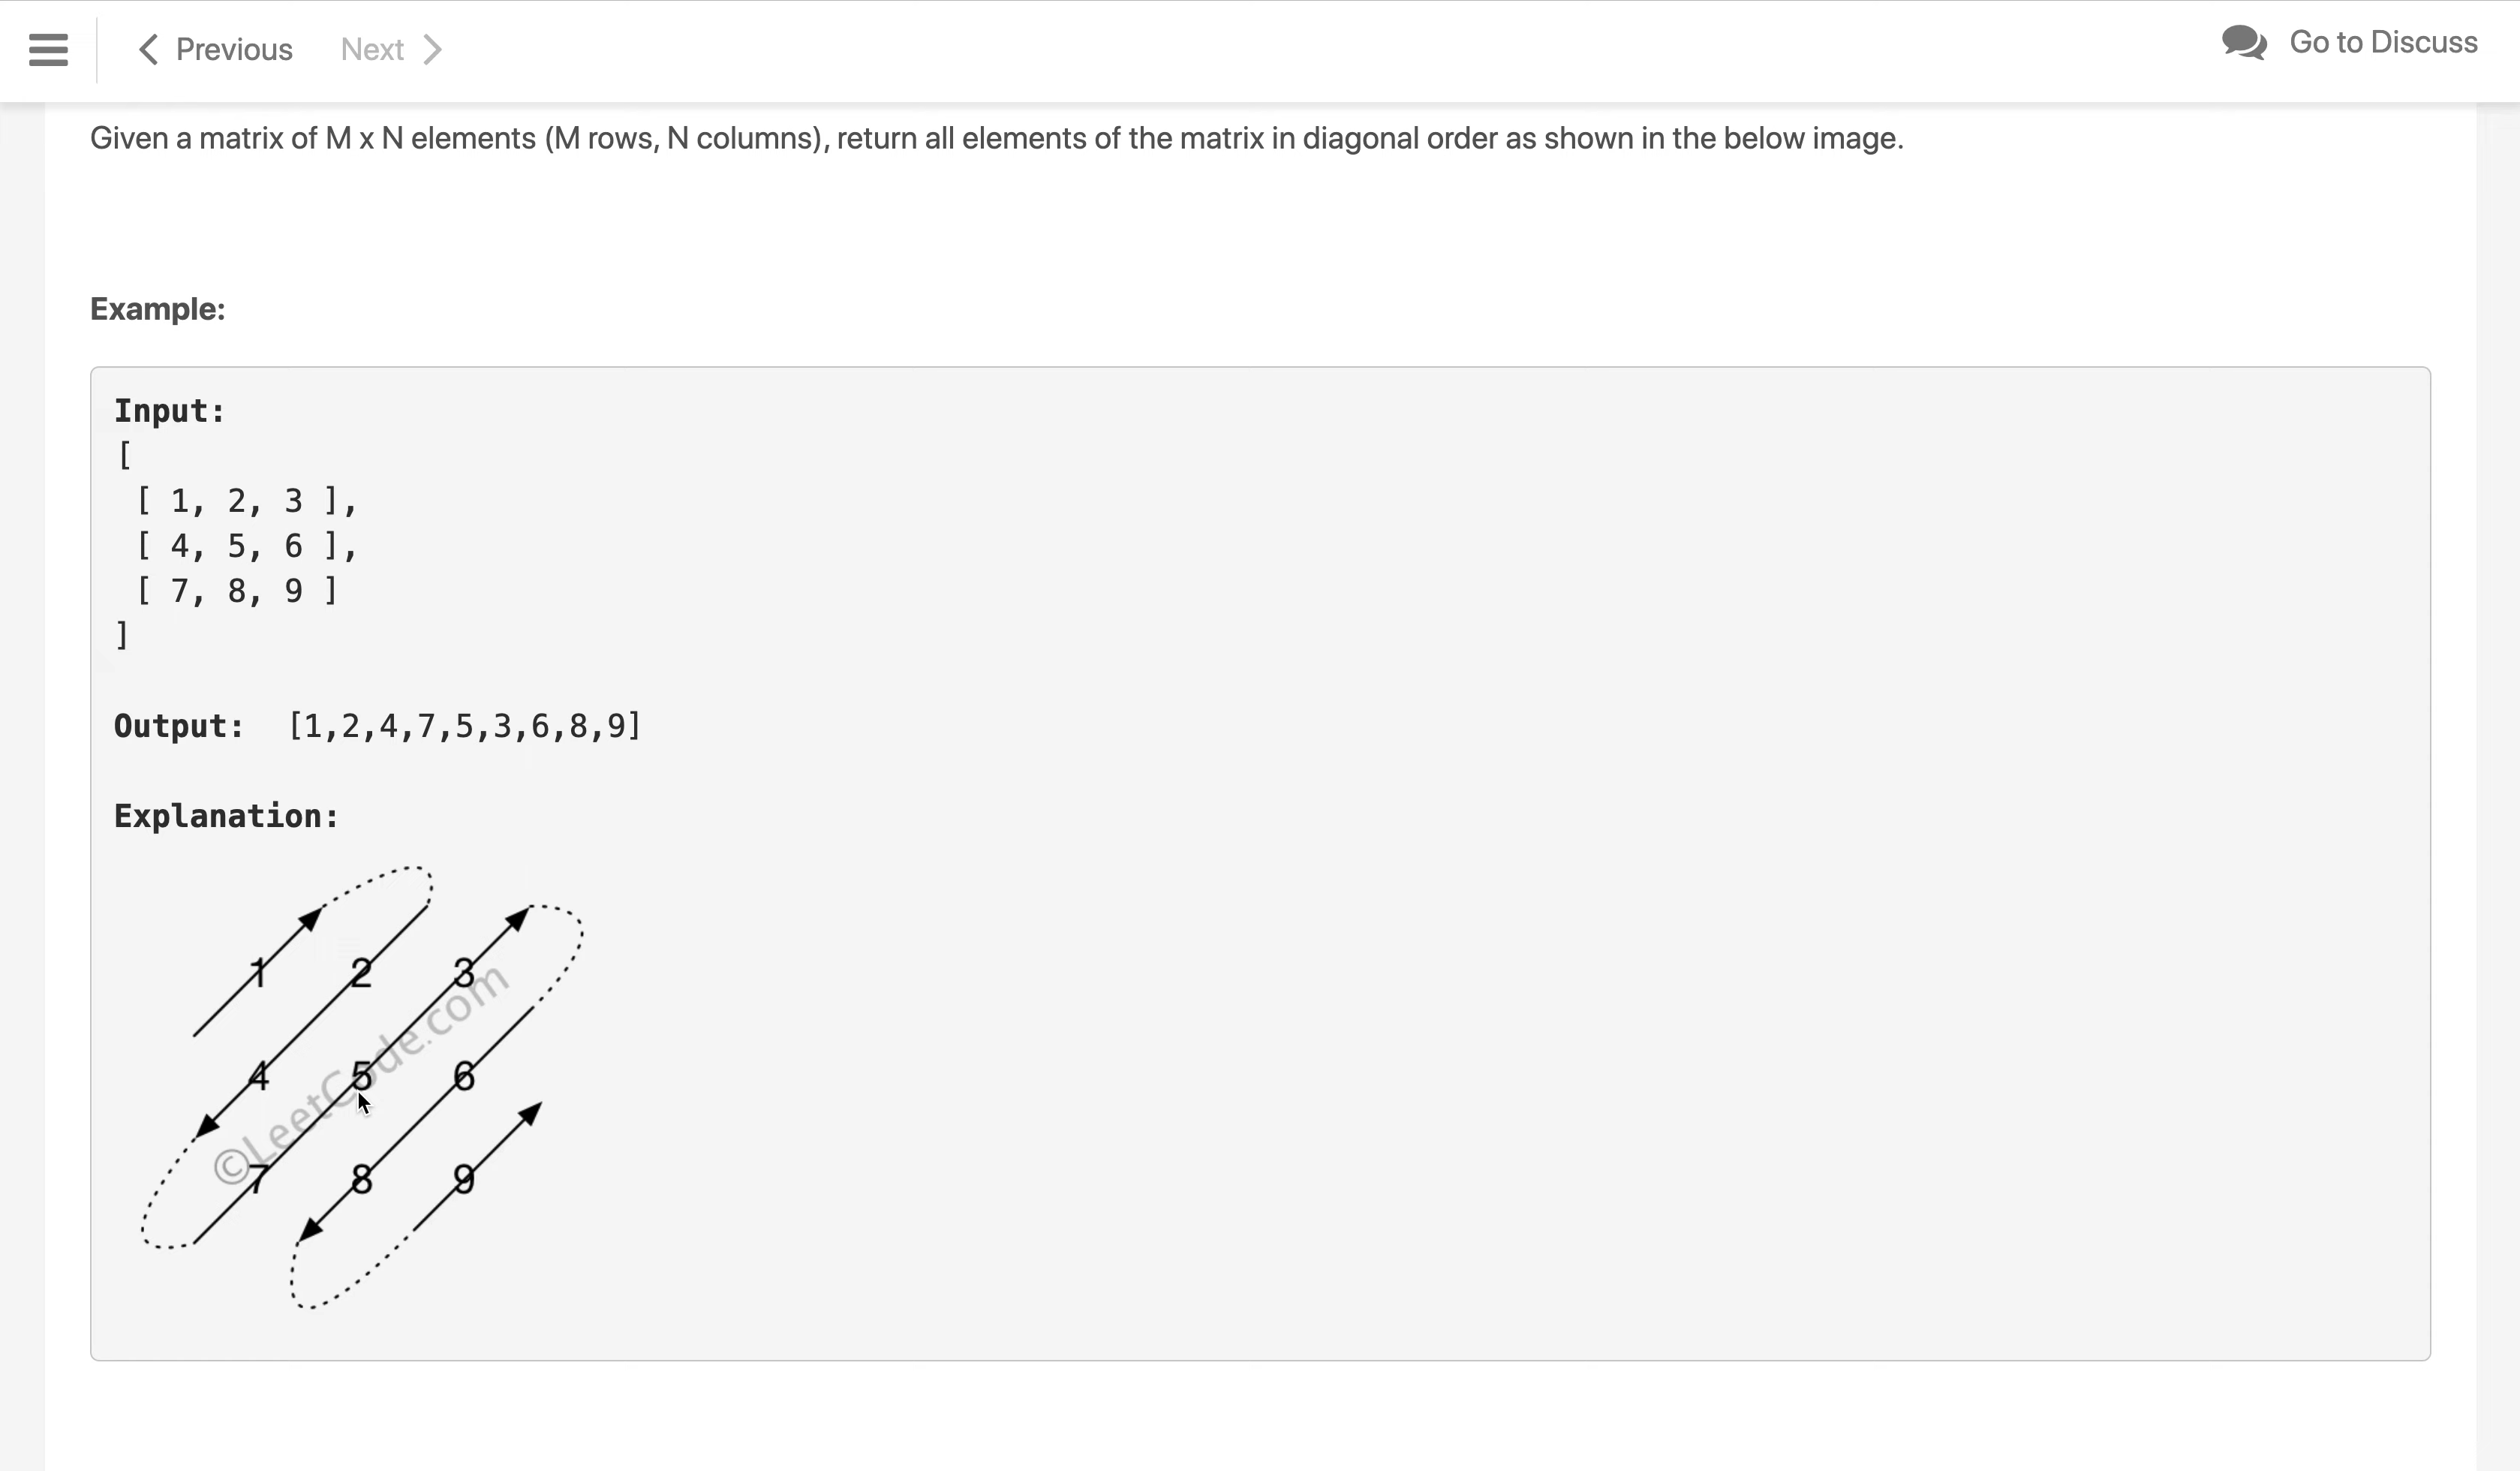 Previous Next Go to Discuss
Given a matrix of M x N elements (M rows, N columns), return all elements of the matrix in diagonal order as shown in the below image.
Example:
Input:
[
[ 1, 2, 3 ],
[ 4, 5, 6 ],
[ 7, 8, 9 ]
]
Output: [1,2,4,7,5,3,6,8,9]
Explanation:
1 2 3
4 5 6
7 8 9
©LeetCode.com